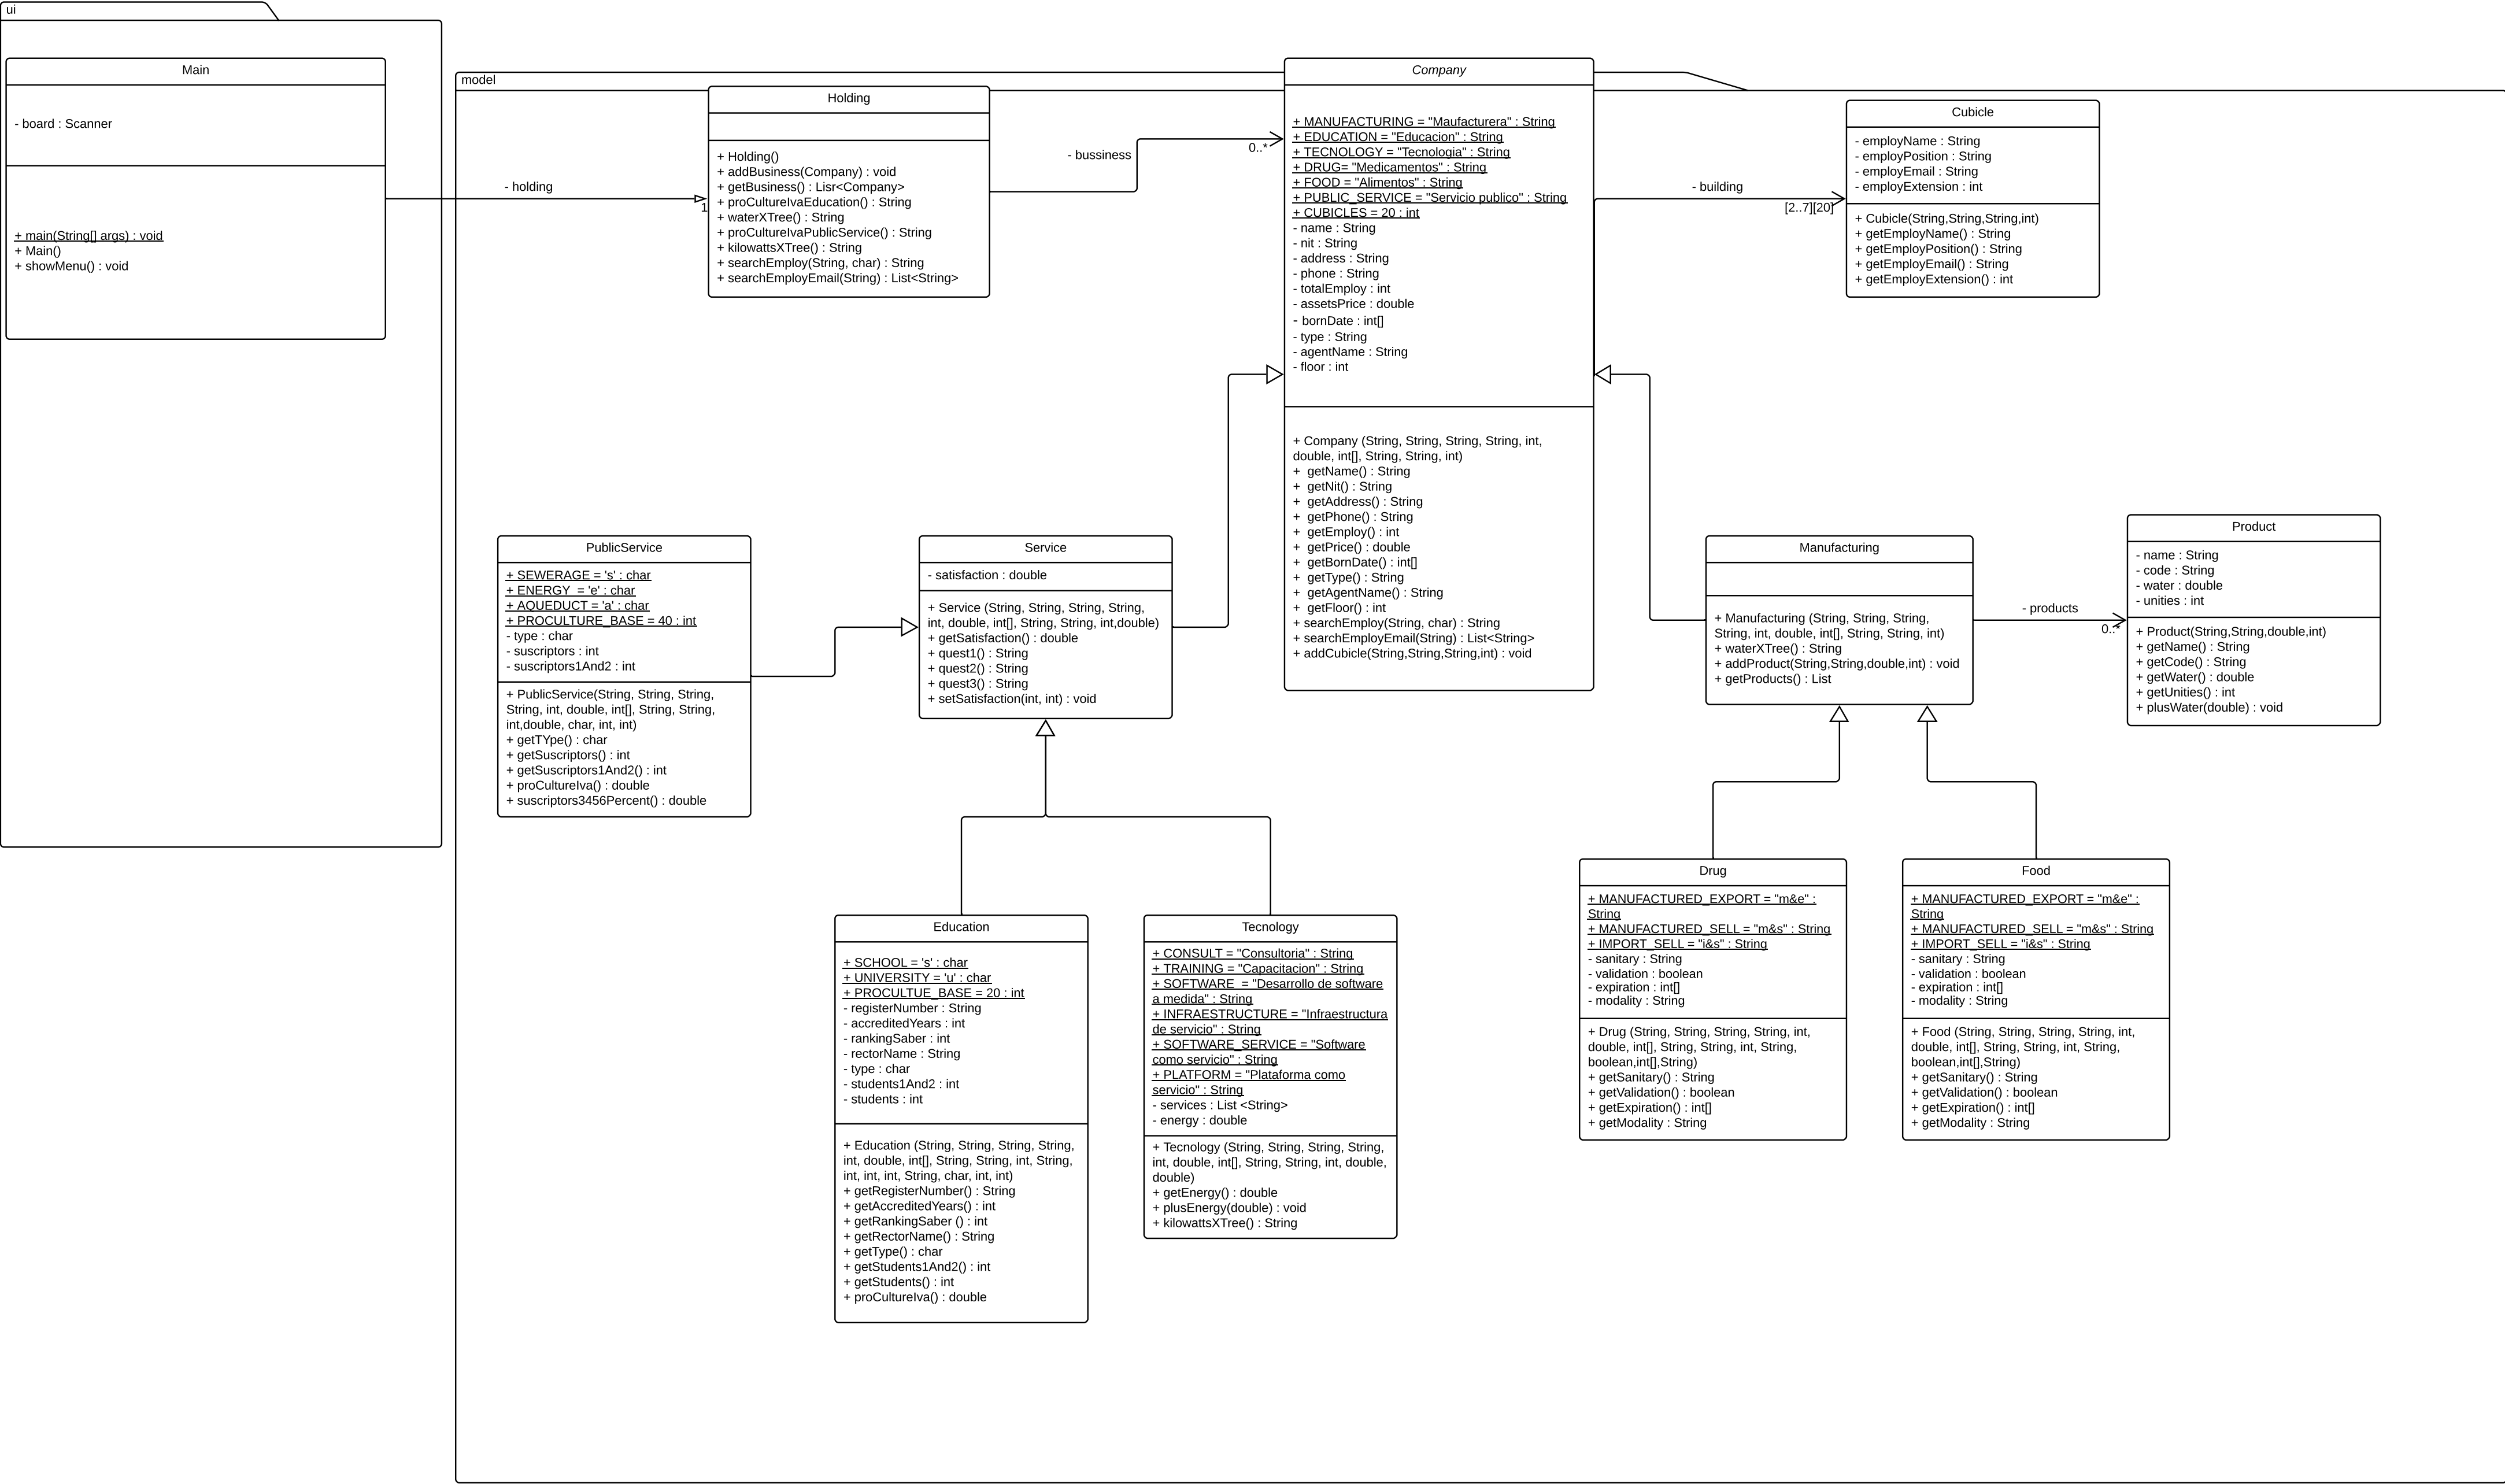 ui
Main
- board : Scanner
+ main(String[] args) : void
+ Main()
+ showMenu() : void
- holding
1
model
Holding
+ Holding()
+ addBusiness(Company) : void
+ getBusiness() : Lisr<Company>
+ proCultureIvaEducation() : String
+ waterXTree() : String
+ proCultureIvaPublicService() : String
+ kilowattsXTree() : String
+ searchEmploy(String, char) : String
+ searchEmployEmail(String) : List<String>
- bussiness
0..*
Company
+ MANUFACTURING = "Maufacturera" : String
+ EDUCATION = "Educacion" : String
+ TECNOLOGY = "Tecnologia" : String
+ DRUG= "Medicamentos" : String
+ FOOD = "Alimentos" : String
+ PUBLIC_SERVICE = "Servicio publico" : String
+ CUBICLES = 20 : int
- name : String
- nit : String
- address : String
- phone : String
- totalEmploy : int
- assetsPrice : double
- bornDate : int[]
- type : String
- agentName : String
- floor : int
+ Company (String, String, String, String, int,
double, int[], String, String, int)
+  getName() : String
+  getNit() : String
+  getAddress() : String
+  getPhone() : String
+  getEmploy() : int
+  getPrice() : double
+  getBornDate() : int[]
+  getType() : String
+  getAgentName() : String
+  getFloor() : int
+ searchEmploy(String, char) : String
+ searchEmployEmail(String) : List<String>
+ addCubicle(String,String,String,int) : void
- building
[2..7][20]
Cubicle
- employName : String
- employPosition : String
- employEmail : String
- employExtension : int
+ Cubicle(String,String,String,int)
+ getEmployName() : String
+ getEmployPosition() : String
+ getEmployEmail() : String
+ getEmployExtension() : int
PublicService
+ SEWERAGE = 's' : char
+ ENERGY  = 'e' : char
+ AQUEDUCT = 'a' : char
+ PROCULTURE_BASE = 40 : int
- type : char
- suscriptors : int
- suscriptors1And2 : int
+ PublicService(String, String, String,
String, int, double, int[], String, String,
int,double, char, int, int)
+ getTYpe() : char
+ getSuscriptors() : int
+ getSuscriptors1And2() : int
+ proCultureIva() : double
+ suscriptors3456Percent() : double
Service
- satisfaction : double
+ Service (String, String, String, String,
int, double, int[], String, String, int,double)
+ getSatisfaction() : double
+ quest1() : String
+ quest2() : String
+ quest3() : String
+ setSatisfaction(int, int) : void
Manufacturing
+ Manufacturing (String, String, String,
String, int, double, int[], String, String, int)
+ waterXTree() : String
+ addProduct(String,String,double,int) : void
+ getProducts() : List
- products
0..*
Product
- name : String
- code : String
- water : double
- unities : int
+ Product(String,String,double,int)
+ getName() : String
+ getCode() : String
+ getWater() : double
+ getUnities() : int
+ plusWater(double) : void
Education
+ SCHOOL = 's' : char
+ UNIVERSITY = 'u' : char
+ PROCULTUE_BASE = 20 : int
- registerNumber : String
- accreditedYears : int
- rankingSaber : int
- rectorName : String
- type : char
- students1And2 : int
- students : int
+ Education (String, String, String, String,
int, double, int[], String, String, int, String,
int, int, int, String, char, int, int)
+ getRegisterNumber() : String
+ getAccreditedYears() : int
+ getRankingSaber () : int
+ getRectorName() : String
+ getType() : char
+ getStudents1And2() : int
+ getStudents() : int
+ proCultureIva() : double
Tecnology
+ CONSULT = "Consultoria" : String
+ TRAINING = "Capacitacion" : String
+ SOFTWARE  = "Desarrollo de software
a medida" : String
+ INFRAESTRUCTURE = "Infraestructura
de servicio" : String
+ SOFTWARE_SERVICE = "Software
como servicio" : String
+ PLATFORM = "Plataforma como
servicio" : String
- services : List <String>
- energy : double
+ Tecnology (String, String, String, String,
int, double, int[], String, String, int, double,
double)
+ getEnergy() : double
+ plusEnergy(double) : void
+ kilowattsXTree() : String
Drug
+ MANUFACTURED_EXPORT = "m&e" :
String
+ MANUFACTURED_SELL = "m&s" : String
+ IMPORT_SELL = "i&s" : String
- sanitary : String
- validation : boolean
- expiration : int[]
- modality : String
+ Drug (String, String, String, String, int,
double, int[], String, String, int, String,
boolean,int[],String)
+ getSanitary() : String
+ getValidation() : boolean
+ getExpiration() : int[]
+ getModality : String
Food
+ MANUFACTURED_EXPORT = "m&e" :
String
+ MANUFACTURED_SELL = "m&s" : String
+ IMPORT_SELL = "i&s" : String
- sanitary : String
- validation : boolean
- expiration : int[]
- modality : String
+ Food (String, String, String, String, int,
double, int[], String, String, int, String,
boolean,int[],String)
+ getSanitary() : String
+ getValidation() : boolean
+ getExpiration() : int[]
+ getModality : String